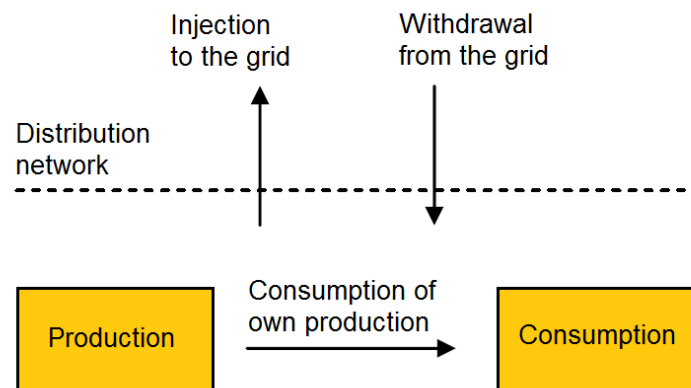 Injection
to the grid
Withdrawal
from the grid
Distribution
network
Consumption of
own production
Production
Consumption